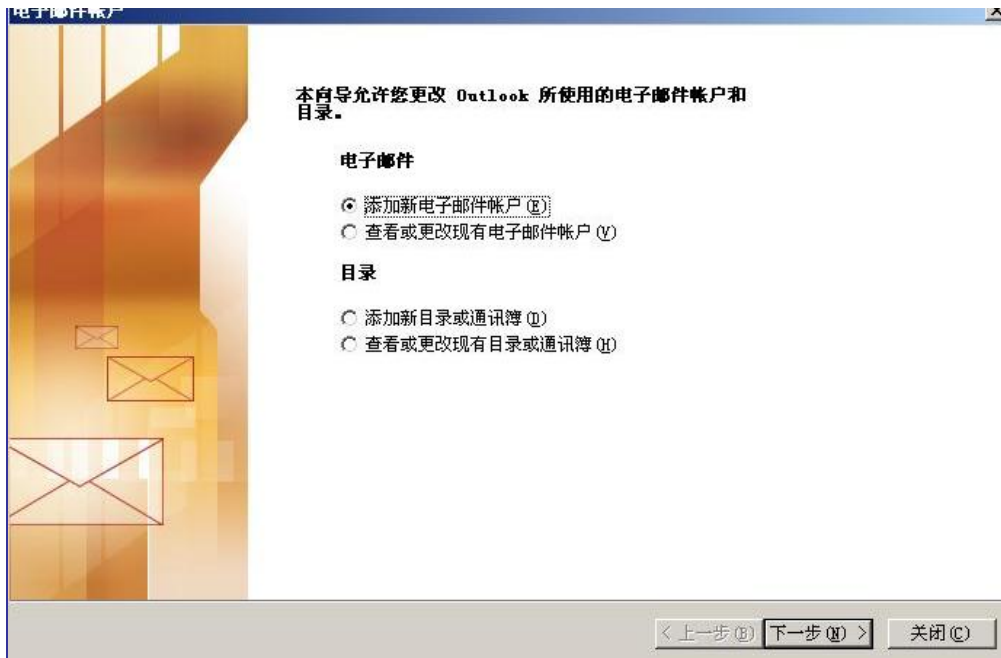 电子邮件帐户
本向导允许您更改 Outlook 所使用的电子邮件帐户和
目录。
电子邮件
添加新电子邮件帐户(E)
查看或更改现有电子邮件帐户(V)
目录
添加新目录或通讯簿(D)
查看或更改现有目录或通讯簿(H)
< 上一步(B) 下一步(N) > 关闭(C)